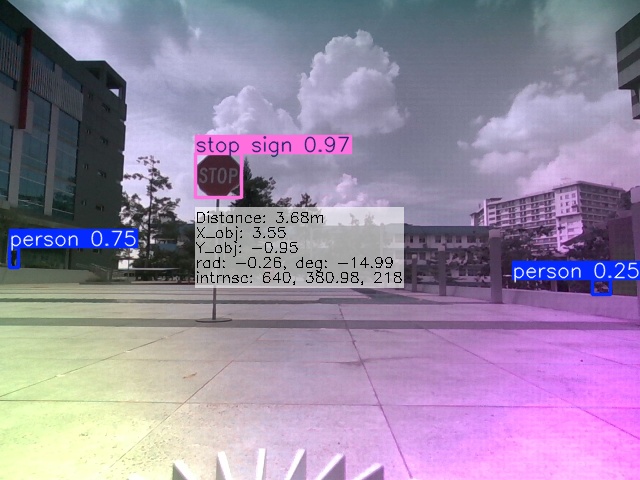 stop sign 0.97
STOP
Distance: 3.68m
X_obj: 3.55
Y_obj: -0.95
rad: -0.26, deg: -14.99
intrnsc: 640, 380.98, 218
person 0.75
person 0.25